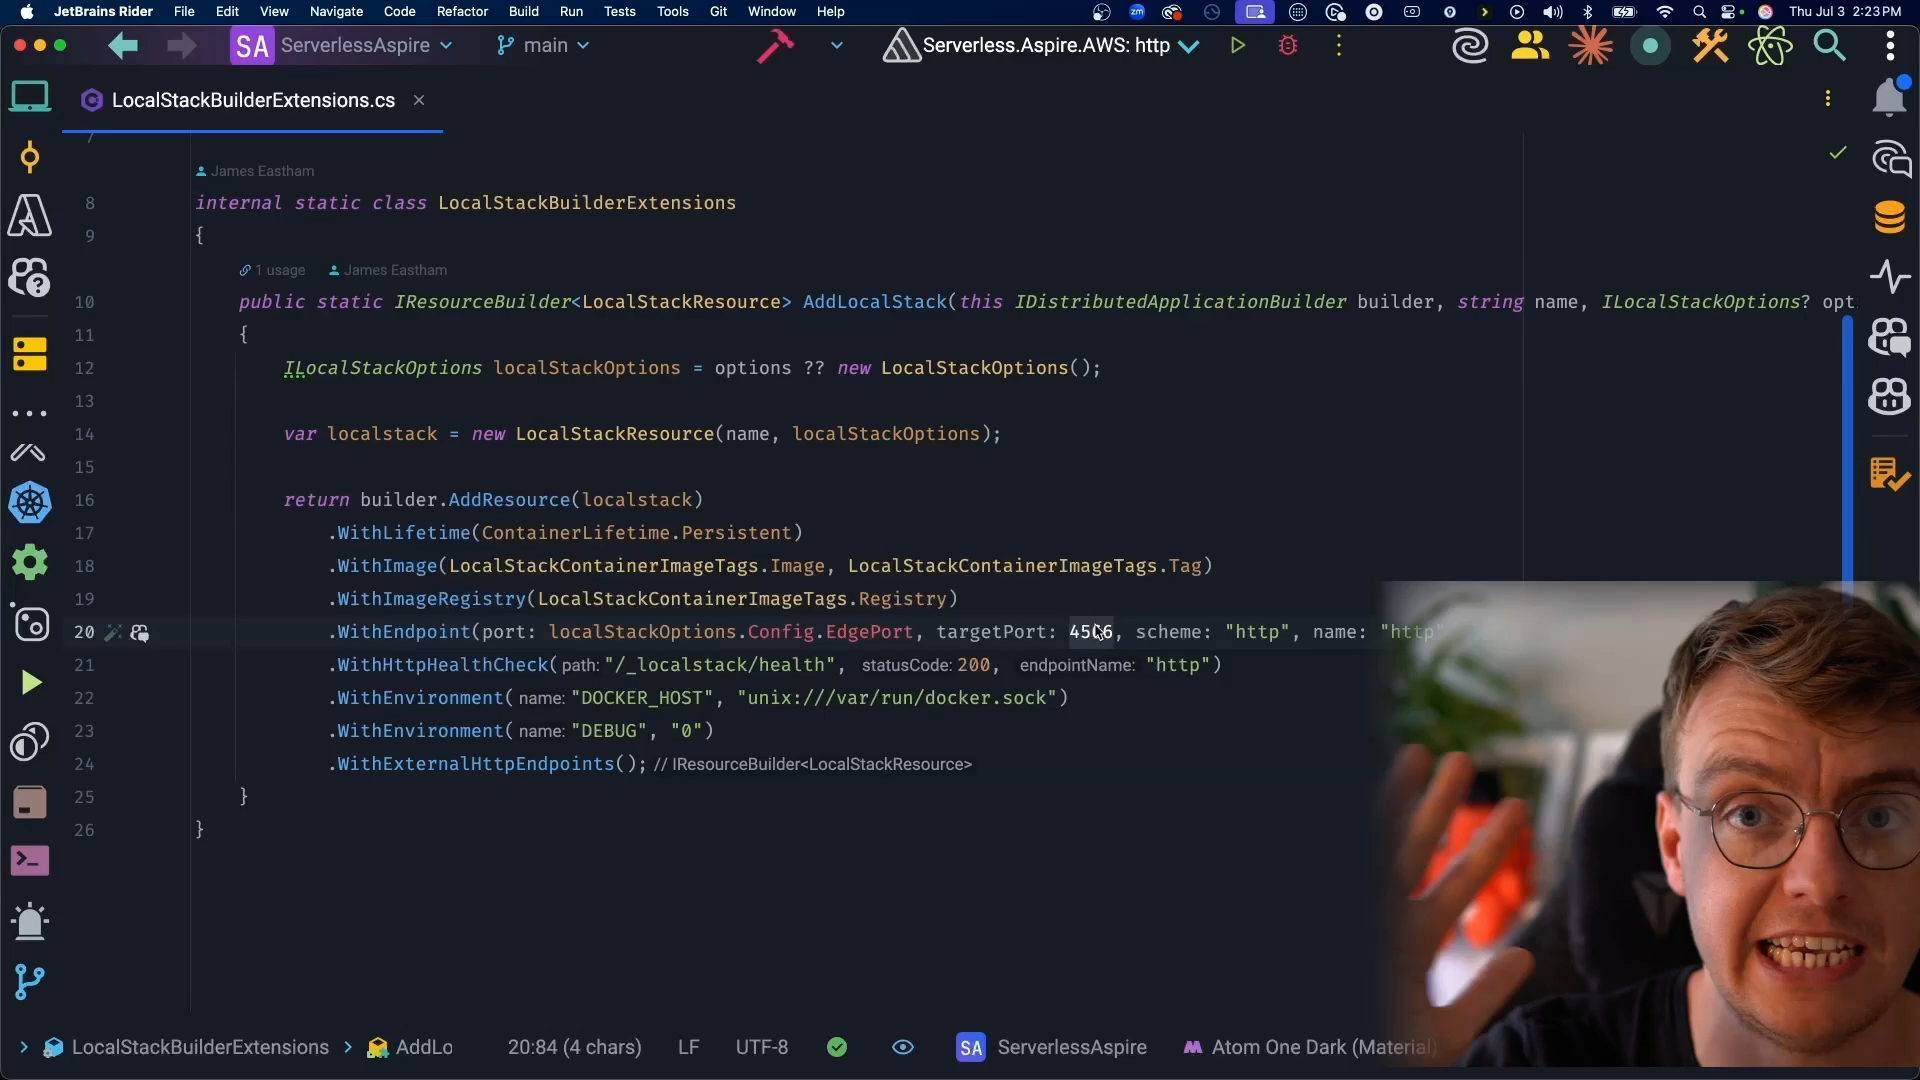 JetBrains Rider File Edit View Navigate Code Refactor Build Run Tests Tools Git Window Help Thu Jul 3 2:23 PM
SA ServerlessAspire main Serverless.Aspire.AWS: http
LocalStackBuilderExtensions.cs
7
James Eastham
8 internal static class LocalStackBuilderExtensions
9 {
1 usage James Eastham
10 public static IResourceBuilder<LocalStackResource> AddLocalStack(this IDistributedApplicationBuilder builder, string name, ILocalStackOptions? opt
11 {
12 ILocalStackOptions localStackOptions = options ?? new LocalStackOptions();
13
14 var localstack = new LocalStackResource(name, localStackOptions);
15
16 return builder.AddResource(localstack)
17 .WithLifetime(ContainerLifetime.Persistent)
18 .WithImage(LocalStackContainerImageTags.Image, LocalStackContainerImageTags.Tag)
19 .WithImageRegistry(LocalStackContainerImageTags.Registry)
20 .WithEndpoint(port: localStackOptions.Config.EdgePort, targetPort: 4566, scheme: "http", name: "http"
21 .WithHttpHealthCheck(path: "/_localstack/health", statusCode: 200, endpointName: "http")
22 .WithEnvironment(name: "DOCKER_HOST", "unix:///var/run/docker.sock")
23 .WithEnvironment(name: "DEBUG", "0")
24 .WithExternalHttpEndpoints(); // IResourceBuilder<LocalStackResource>
25 }
26 }
LocalStackBuilderExtensions AddLo 20:84 (4 chars) LF UTF-8 SA ServerlessAspire Atom One Dark (Material)